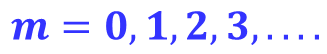 m = 0, 1, 2, 3, . . . .